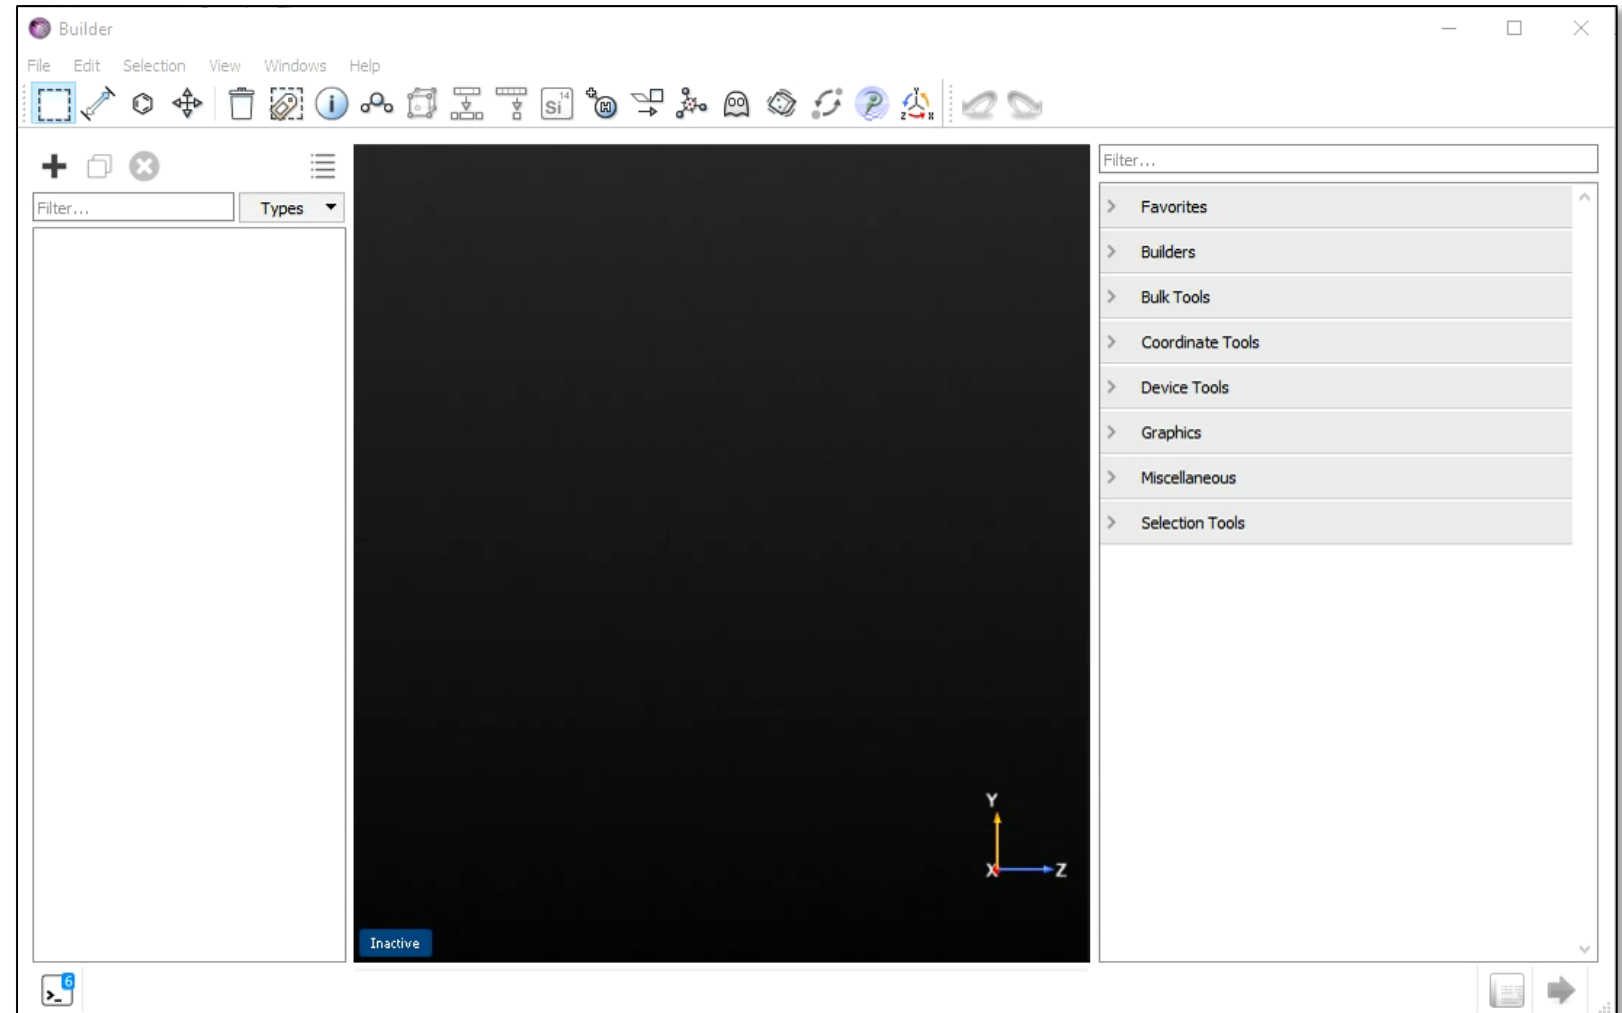 Builder
File Edit Selection View Windows Help
Si 14
H
Z Y X
Filter...
Types
Filter...
Favorites
Builders
Bulk Tools
Coordinate Tools
Device Tools
Graphics
Miscellaneous
Selection Tools
Y
X Z
Inactive
>_ 6